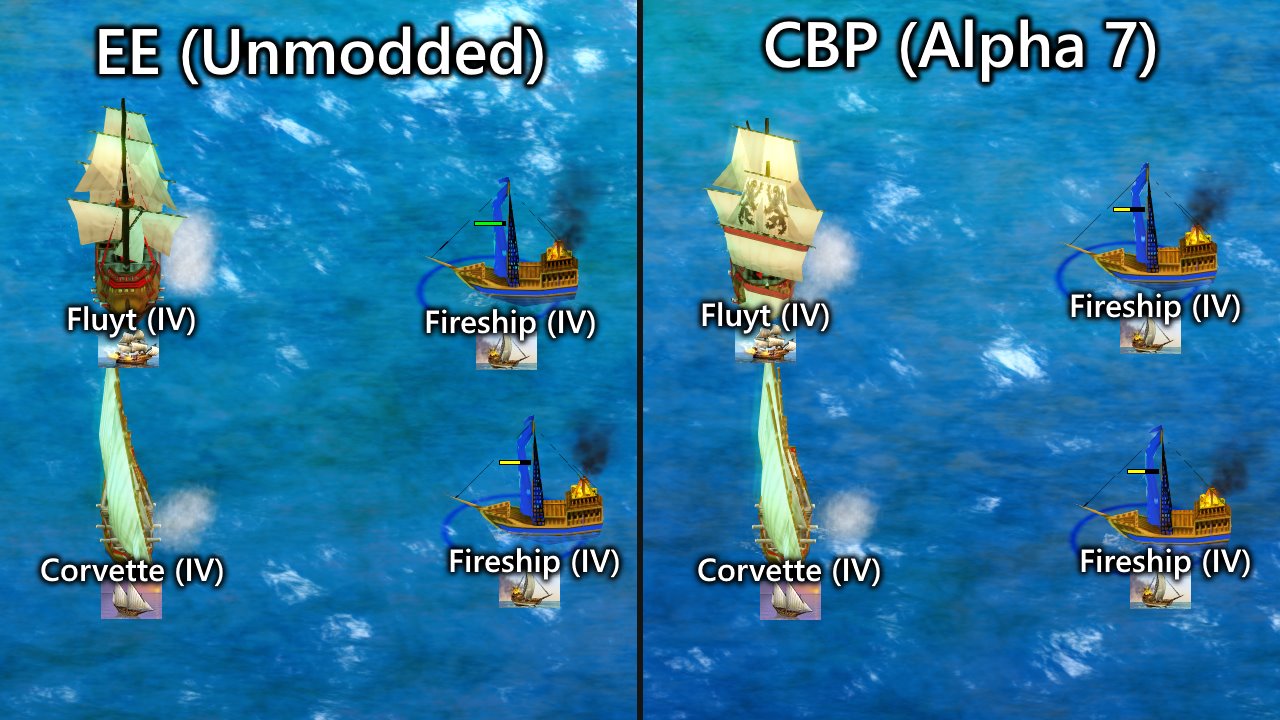 EE (Unmodded)
Fluyt (IV)
Fireship (IV)
Corvette (IV)
Fireship (IV)
CBP (Alpha 7)
Fluyt (IV)
Fireship (IV)
Corvette (IV)
Fireship (IV)